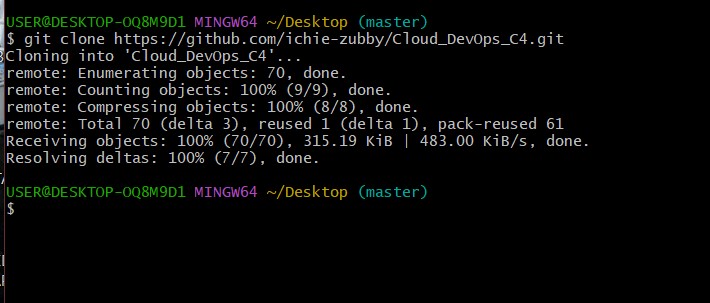 USER@DESKTOP-OQ8M9D1 MINGW64 ~/Desktop (master)
$ git clone https://github.com/ichie-zubby/Cloud_DevOps_C4.git
Cloning into 'Cloud_DevOps_C4'...
remote: Enumerating objects: 70, done.
remote: Counting objects: 100% (9/9), done.
remote: Compressing objects: 100% (8/8), done.
remote: Total 70 (delta 3), reused 1 (delta 1), pack-reused 61
Receiving objects: 100% (70/70), 315.19 KiB | 483.00 KiB/s, done.
Resolving deltas: 100% (7/7), done.
USER@DESKTOP-OQ8M9D1 MINGW64 ~/Desktop (master)
$